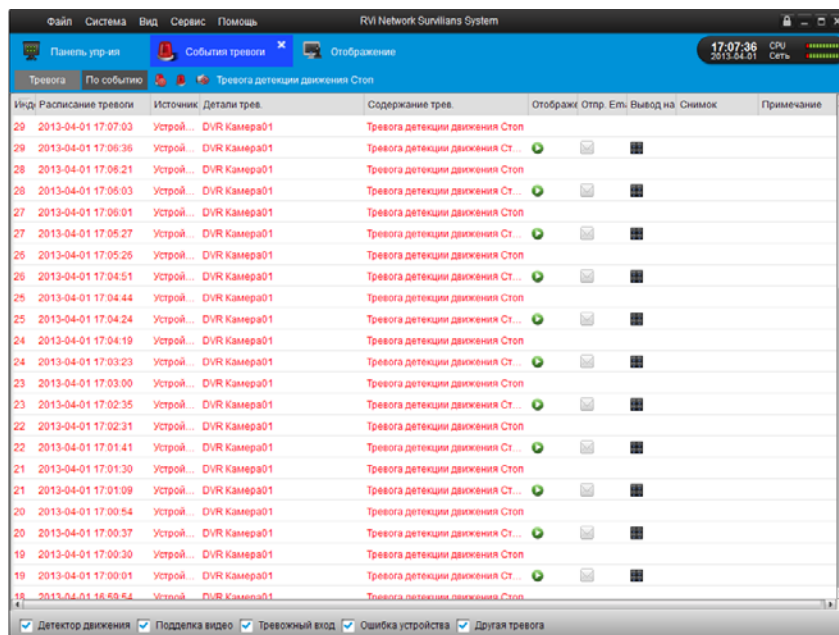 Файл Система Вид Сервис Помощь RVi Network Survilians System
Панель упр-ия События тревоги Отображение 17:07:36 CPU
2013-04-01 Сеть
Тревога По событию Тревога детекции движения Стоп
Инде Расписание тревоги Источник Детали трев. Содержание трев. Отображе Отпр. Ema Вывод на Снимок Примечание
29 2013-04-01 17:07:03 Устрой... DVR Камера01 Тревога детекции движения Стоп
29 2013-04-01 17:06:36 Устрой... DVR Камера01 Тревога детекции движения Ст...
28 2013-04-01 17:06:21 Устрой... DVR Камера01 Тревога детекции движения Стоп
28 2013-04-01 17:06:03 Устрой... DVR Камера01 Тревога детекции движения Ст...
27 2013-04-01 17:06:01 Устрой... DVR Камера01 Тревога детекции движения Стоп
27 2013-04-01 17:05:27 Устрой... DVR Камера01 Тревога детекции движения Ст...
26 2013-04-01 17:05:26 Устрой... DVR Камера01 Тревога детекции движения Стоп
26 2013-04-01 17:04:51 Устрой... DVR Камера01 Тревога детекции движения Ст...
25 2013-04-01 17:04:44 Устрой... DVR Камера01 Тревога детекции движения Стоп
25 2013-04-01 17:04:24 Устрой... DVR Камера01 Тревога детекции движения Ст...
24 2013-04-01 17:04:19 Устрой... DVR Камера01 Тревога детекции движения Стоп
24 2013-04-01 17:03:23 Устрой... DVR Камера01 Тревога детекции движения Ст...
23 2013-04-01 17:03:00 Устрой... DVR Камера01 Тревога детекции движения Стоп
23 2013-04-01 17:02:35 Устрой... DVR Камера01 Тревога детекции движения Ст...
22 2013-04-01 17:02:31 Устрой... DVR Камера01 Тревога детекции движения Стоп
22 2013-04-01 17:01:41 Устрой... DVR Камера01 Тревога детекции движения Ст...
21 2013-04-01 17:01:30 Устрой... DVR Камера01 Тревога детекции движения Стоп
21 2013-04-01 17:01:09 Устрой... DVR Камера01 Тревога детекции движения Ст...
20 2013-04-01 17:00:54 Устрой... DVR Камера01 Тревога детекции движения Стоп
20 2013-04-01 17:00:37 Устрой... DVR Камера01 Тревога детекции движения Ст...
19 2013-04-01 17:00:30 Устрой... DVR Камера01 Тревога детекции движения Стоп
19 2013-04-01 17:00:01 Устрой... DVR Камера01 Тревога детекции движения Ст...
18 2013-04-01 16:59:54 Устрой... DVR Камера01 Тревога детекции движения Стоп
Детектор движения Подделка видео Тревожный вход Ошибка устройства Другая тревога